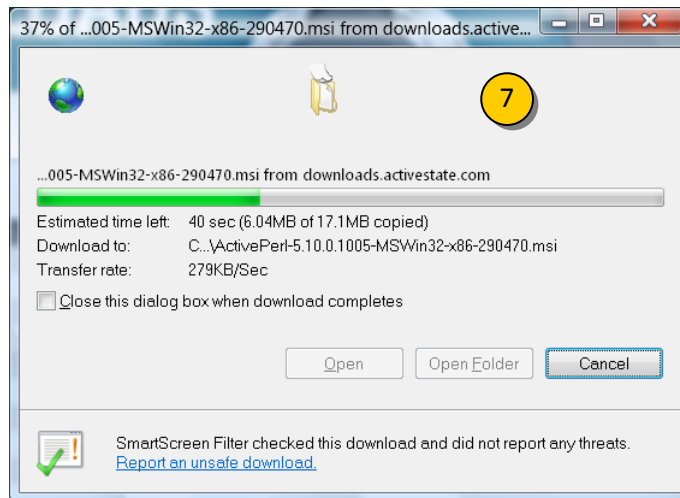 37% of ...005-MSWin32-x86-290470.msi from downloads.active...
7
...005-MSWin32-x86-290470.msi from downloads.activestate.com
Estimated time left: 40 sec (6.04MB of 17.1MB copied)
Download to: C...\ActivePerl-5.10.0.1005-MSWin32-x86-290470.msi
Transfer rate: 279KB/Sec
Close this dialog box when download completes
Open Open Folder Cancel
SmartScreen Filter checked this download and did not report any threats.
Report an unsafe download.